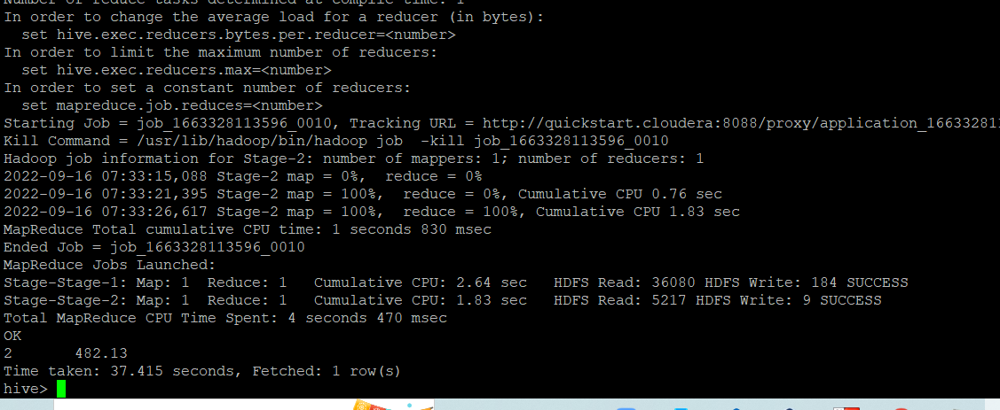 Number of reduce tasks determined at compile time: 1
In order to change the average load for a reducer (in bytes):
  set hive.exec.reducers.bytes.per.reducer=<number>
In order to limit the maximum number of reducers:
  set hive.exec.reducers.max=<number>
In order to set a constant number of reducers:
  set mapreduce.job.reduces=<number>
Starting Job = job_1663328113596_0010, Tracking URL = http://quickstart.cloudera:8088/proxy/application_16633281
Kill Command = /usr/lib/hadoop/bin/hadoop job  -kill job_1663328113596_0010
Hadoop job information for Stage-2: number of mappers: 1; number of reducers: 1
2022-09-16 07:33:15,088 Stage-2 map = 0%,  reduce = 0%
2022-09-16 07:33:21,395 Stage-2 map = 100%,  reduce = 0%, Cumulative CPU 0.76 sec
2022-09-16 07:33:26,617 Stage-2 map = 100%,  reduce = 100%, Cumulative CPU 1.83 sec
MapReduce Total cumulative CPU time: 1 seconds 830 msec
Ended Job = job_1663328113596_0010
MapReduce Jobs Launched:
Stage-Stage-1: Map: 1  Reduce: 1   Cumulative CPU: 2.64 sec   HDFS Read: 36080 HDFS Write: 184 SUCCESS
Stage-Stage-2: Map: 1  Reduce: 1   Cumulative CPU: 1.83 sec   HDFS Read: 5217 HDFS Write: 9 SUCCESS
Total MapReduce CPU Time Spent: 4 seconds 470 msec
OK
2       482.13
Time taken: 37.415 seconds, Fetched: 1 row(s)
hive>